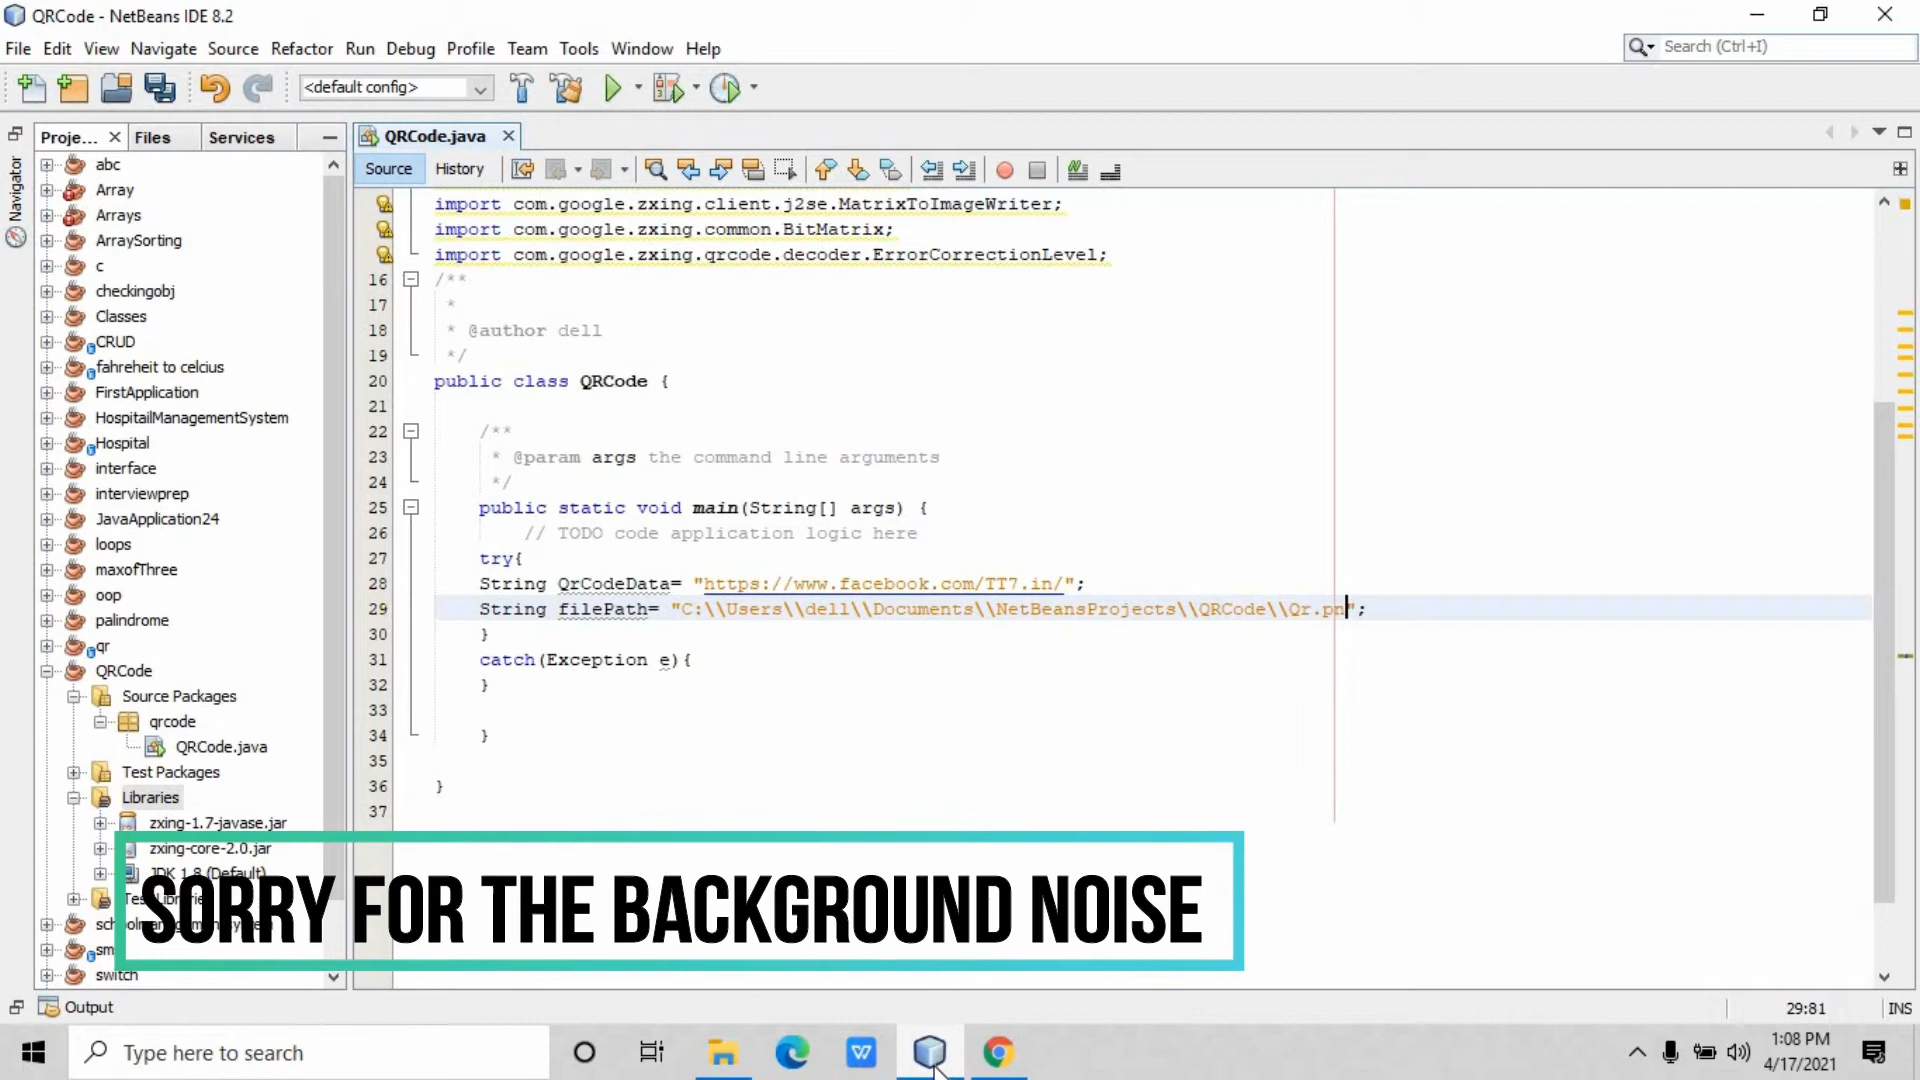 QRCode - NetBeans IDE 8.2
File Edit View Navigate Source Refactor Run Debug Profile Team Tools Window Help
Search (Ctrl+I)
<default config>
Proje... Files Services
QRCode.java
Navigator
Source History
abc
Array
Arrays
ArraySorting
c
checkingobj
Classes
CRUD
fahreheit to celcius
FirstApplication
HospitailManagementSystem
Hospital
interface
interviewprep
JavaApplication24
loops
maxofThree
oop
palindrome
qr
QRCode
Source Packages
qrcode
QRCode.java
Test Packages
Libraries
zxing-1.7-javase.jar
zxing-core-2.0.jar
JDK 1.8 (Default)
switch
import com.google.zxing.client.j2se.MatrixToImageWriter;
import com.google.zxing.common.BitMatrix;
import com.google.zxing.qrcode.decoder.ErrorCorrectionLevel;
16 /**
17 *
18 * @author dell
19 */
20 public class QRCode {
21
22 /**
23 * @param args the command line arguments
24 */
25 public static void main(String[] args) {
26 // TODO code application logic here
27 try{
28 String QrCodeData= "https://www.facebook.com/TT7.in/";
29 String filePath= "C:\\Users\\dell\\Documents\\NetBeansProjects\\QRCode\\Qr.pn";
30 }
31 catch(Exception e){
32 }
33
34 }
35
36 }
37
SORRY FOR THE BACKGROUND NOISE
Output
29:81 INS
Type here to search
1:08 PM
4/17/2021